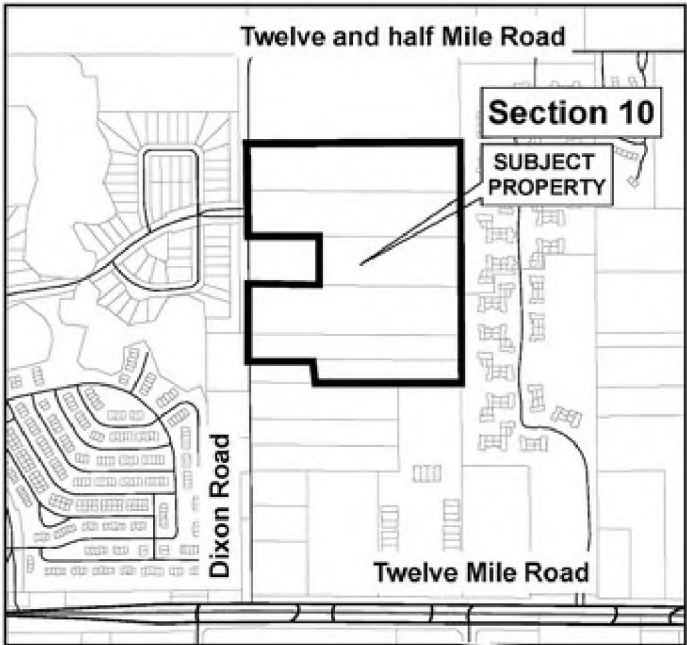 Twelve and half Mile Road
Section 10
SUBJECT
PROPERTY
Dixon Road
Twelve Mile Road